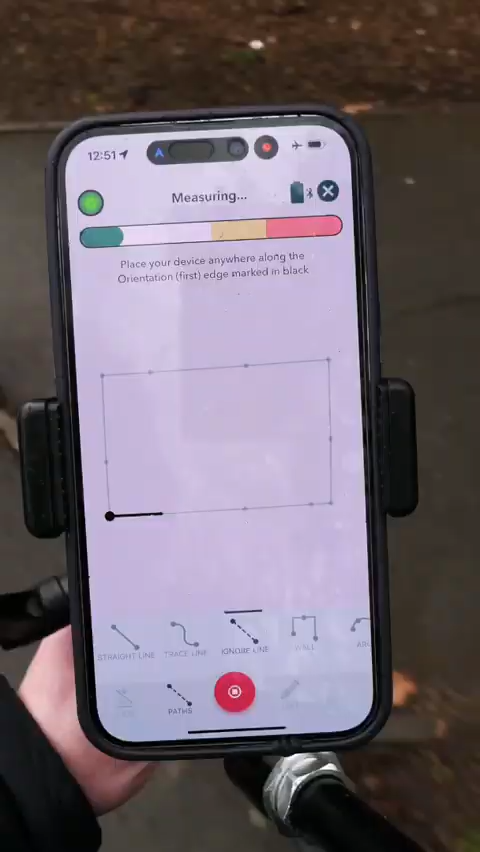 12:51
Measuring...
Place your device anywhere along the
Orientation (first) edge marked in black
STRAIGHT LINE
TRACE LINE
IGNORE LINE
WALL
PATHS